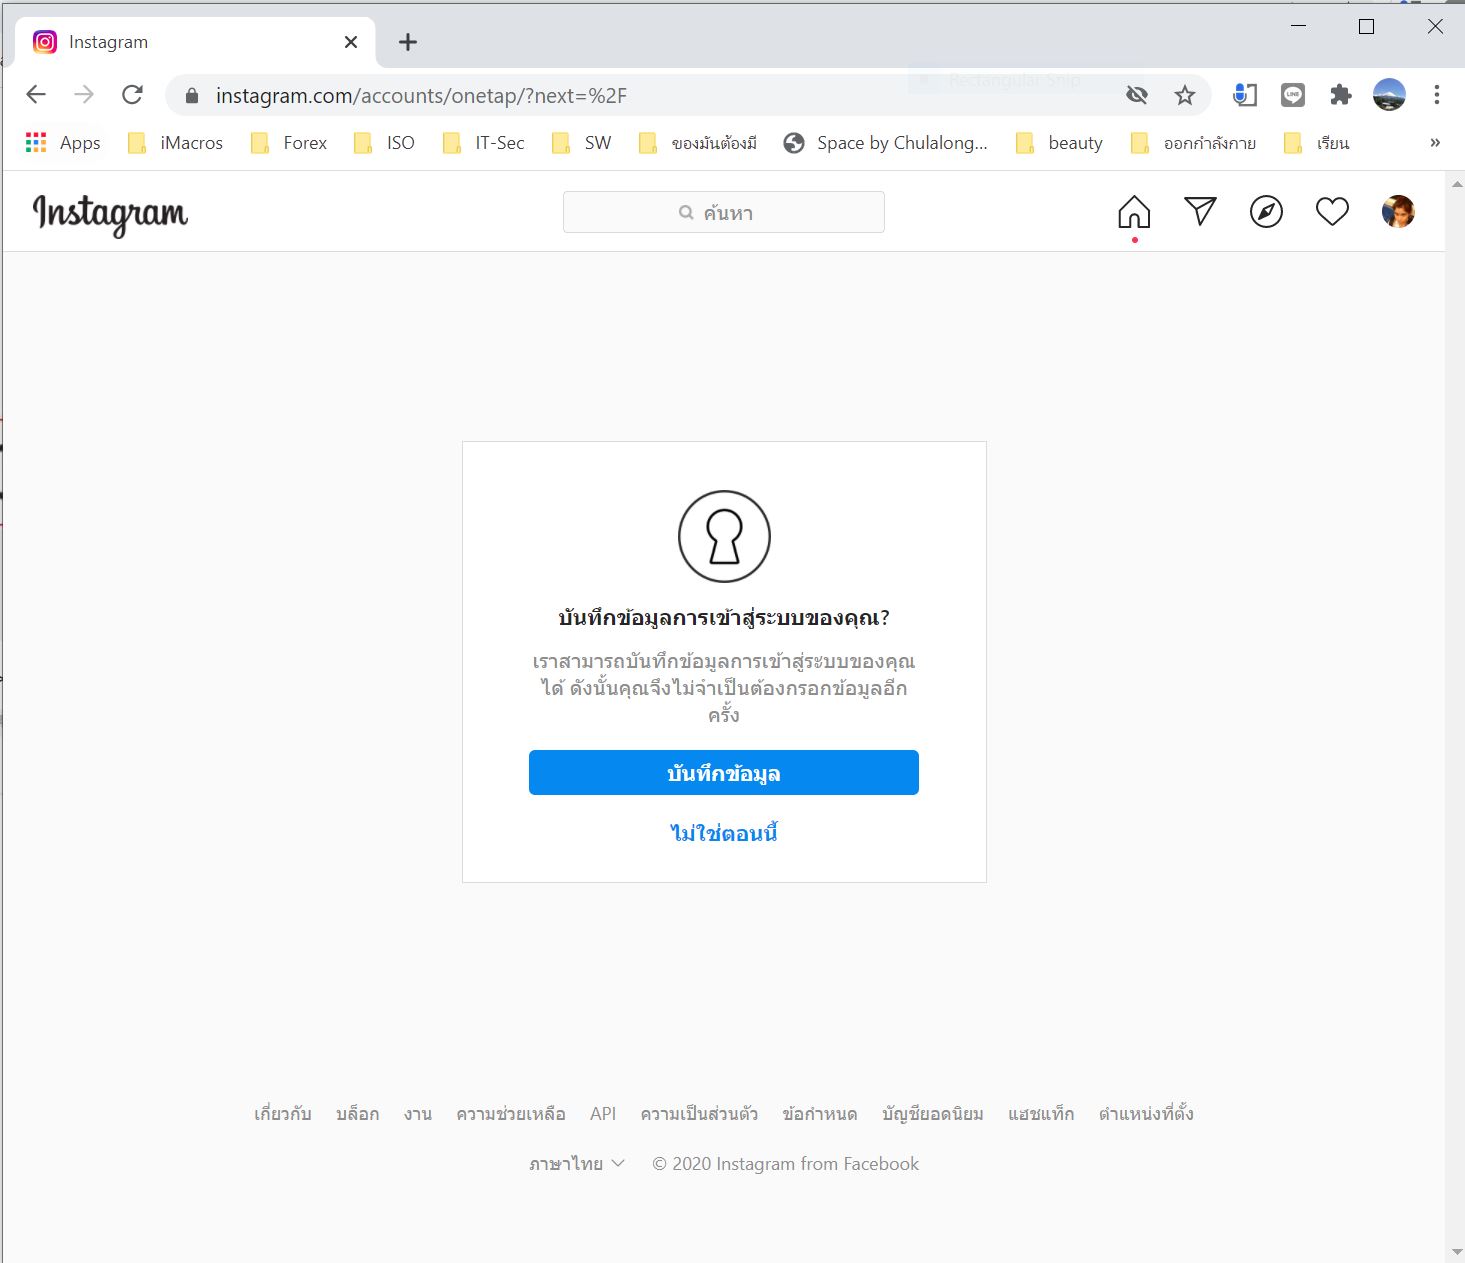 Instagram
Rectangular Snip
instagram.com/accounts/onetap/?next=%2F
LINE
Apps iMacros Forex ISO IT-Sec SW ของมันต้องมี Space by Chulalong... beauty ออกกำลังกาย เรียน »
Instagram ค้นหา
บันทึกข้อมูลการเข้าสู่ระบบของคุณ?
เราสามารถบันทึกข้อมูลการเข้าสู่ระบบของคุณ
ได้ ดังนั้นคุณจึงไม่จำเป็นต้องกรอกข้อมูลอีก
ครั้ง
บันทึกข้อมูล
ไม่ใช่ตอนนี้
เกี่ยวกับ บล็อก งาน ความช่วยเหลือ API ความเป็นส่วนตัว ข้อกำหนด บัญชียอดนิยม แฮชแท็ก ตำแหน่งที่ตั้ง
ภาษาไทย © 2020 Instagram from Facebook